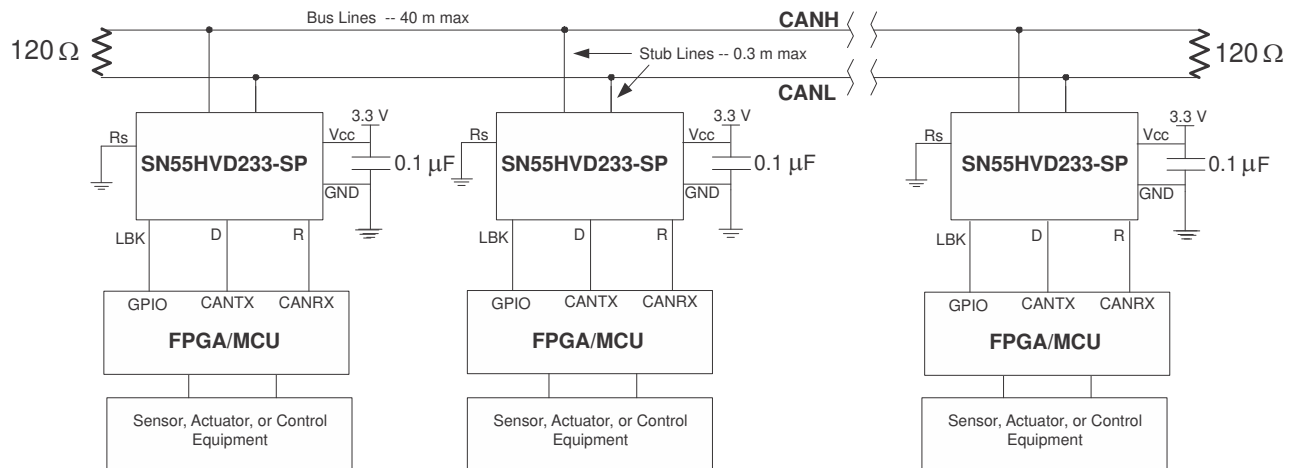 Bus Lines -- 40 m max
CANH
120 Ω
Stub Lines -- 0.3 m max
120 Ω
CANL
3.3 V
Rs
Vcc
SN55HVD233-SP
0.1 µF
GND
LBK
D
R
GPIO
CANTX
CANRX
FPGA/MCU
Sensor, Actuator, or Control
Equipment
3.3 V
Rs
Vcc
SN55HVD233-SP
0.1 µF
GND
LBK
D
R
GPIO
CANTX
CANRX
FPGA/MCU
Sensor, Actuator, or Control
Equipment
3.3 V
Rs
Vcc
SN55HVD233-SP
0.1 µF
GND
LBK
D
R
GPIO
CANTX
CANRX
FPGA/MCU
Sensor, Actuator, or Control
Equipment